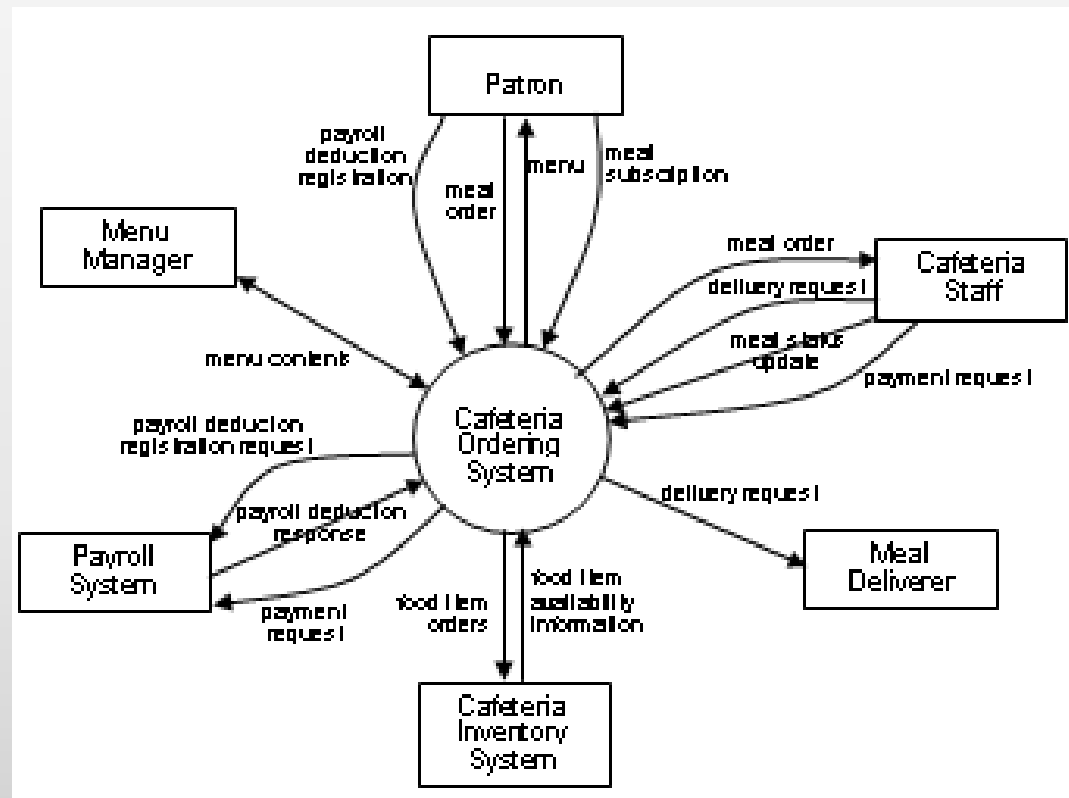 Patron
payroll
deduction
registration
meal
order
menu
meal
subscription
Menu
Manager
menu contents
meal order
Cafeteria
Staff
delivery request
meal status
update
payment request
Cafeteria
Ordering
System
payroll deduction
registration request
payroll deduction
response
Payroll
System
payment
request
delivery request
Meal
Deliverer
food item
orders
food item
availability
information
Cafeteria
Inventory
System